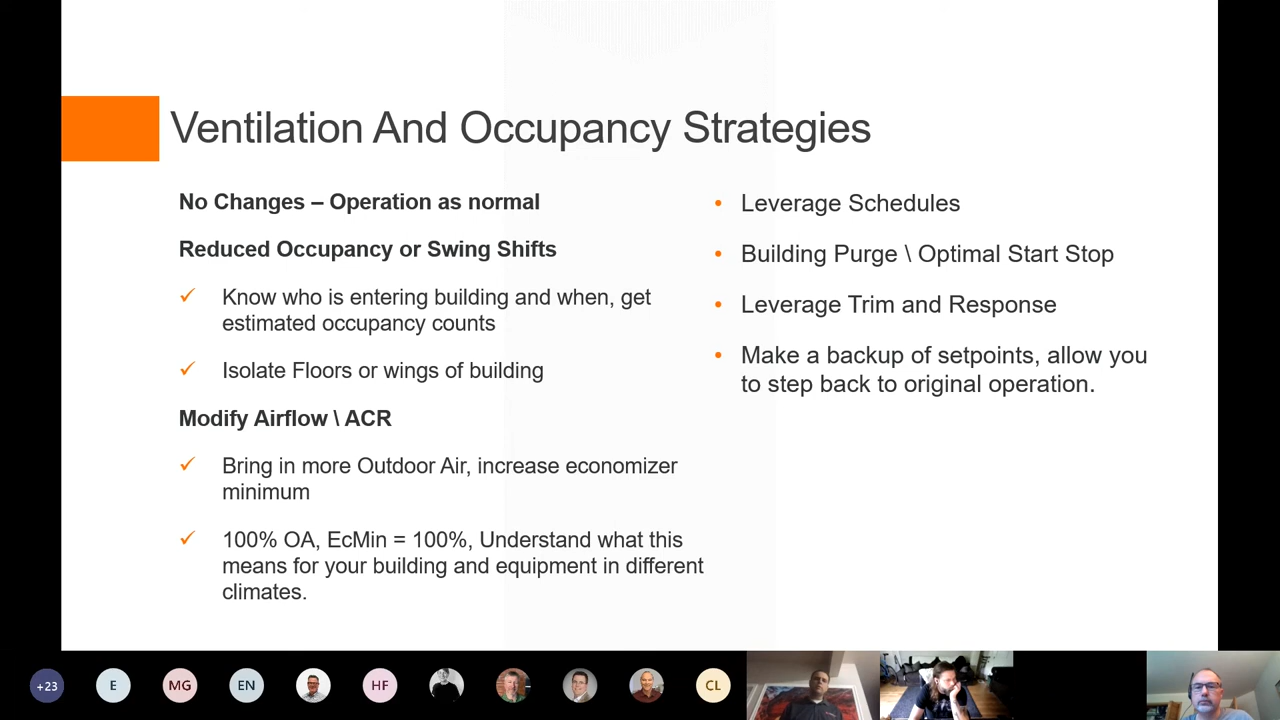 Ventilation And Occupancy Strategies
No Changes – Operation as normal
Reduced Occupancy or Swing Shifts
Know who is entering building and when, get
estimated occupancy counts
Isolate Floors or wings of building
Modify Airflow \ ACR
Bring in more Outdoor Air, increase economizer
minimum
100% OA, EcMin = 100%, Understand what this
means for your building and equipment in different
climates.
Leverage Schedules
Building Purge \ Optimal Start Stop
Leverage Trim and Response
Make a backup of setpoints, allow you
to step back to original operation.
+23
E
MG
EN
HF
CL